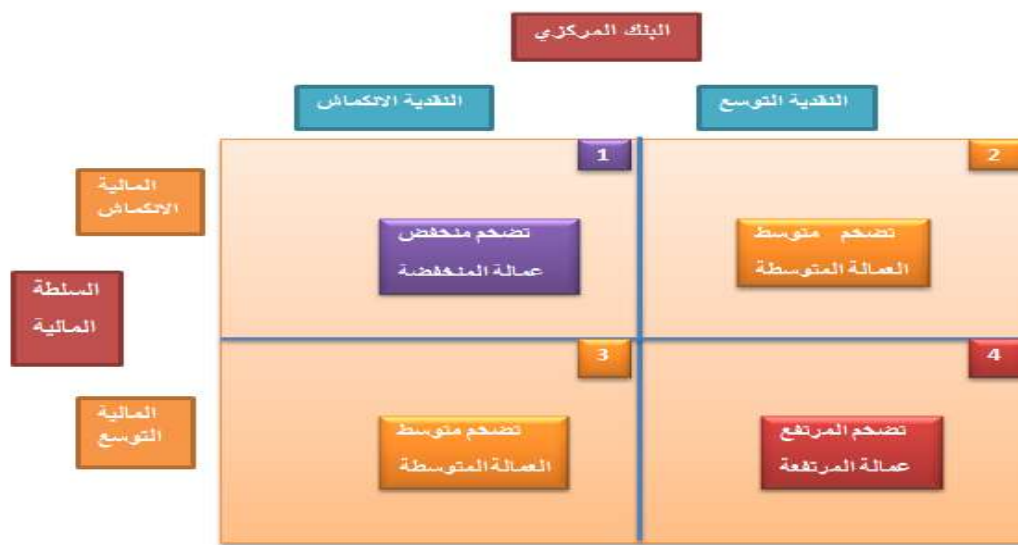 البنك المركزي
النقدية التوسع
النقدية الانكماش
2
1
المالية
الانكماش
تضخم متوسط
العمالة المتوسطة
تضخم منخفض
عمالة المنخفضة
السلطة
المالية
4
3
المالية
التوسع
تضخم المرتفع
عمالة المرتفعة
تضخم متوسط
العمالة المتوسطة